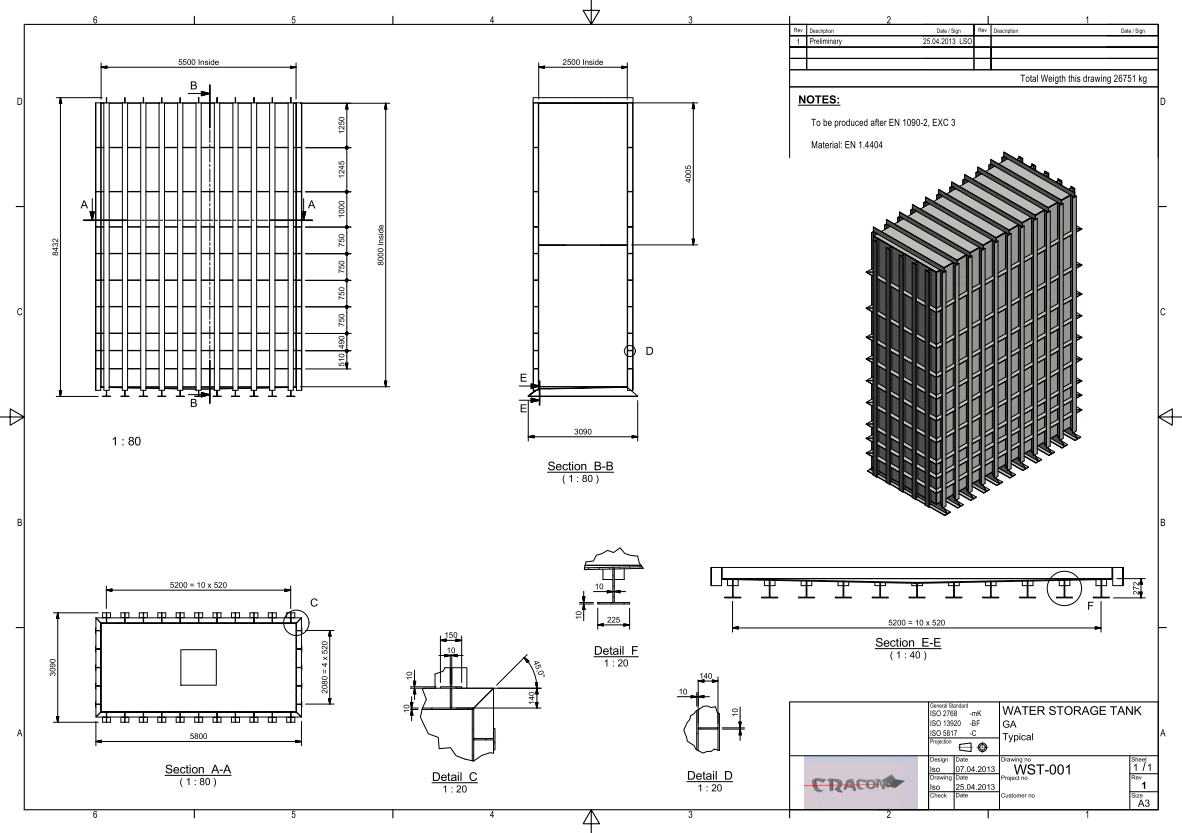 6
5
4
3
2
1
Rev Description Date / Sign Rev Description Date / Sign
1 Preliminary 25.04.2013 LSO
Total Weigth this drawing 26751 kg
NOTES:
To be produced after EN 1090-2, EXC 3
Material: EN 1.4404
D
C
B
A
D
C
B
A
5500 Inside
B
A
A
8432
1250
1245
1000
750
750
750
750
490
510
8000 Inside
B
1 : 80
2500 Inside
4005
D
E
E
3090
Section B-B
( 1 : 80 )
5200 = 10 x 520
C
3090
2080 = 4 x 520
5800
Section A-A
( 1 : 80 )
150
10
10
10
45,0°
140
Detail C
1 : 20
10
10
225
Detail F
1 : 20
140
10
10
Detail D
1 : 20
272
F
5200 = 10 x 520
Section E-E
( 1 : 40 )
General Standard
ISO 2768 -mK
ISO 13920 -BF
ISO 5817 -C
Projection
WATER STORAGE TANK
GA
Typical
Design Date
Iso 07.04.2013
Drawing Date
Iso 25.04.2013
Check Date
Drawing no
WST-001
Project no
Customer no
Sheet
1 / 1
Rev
1
Size
A3
CRACON
6
5
4
3
2
1